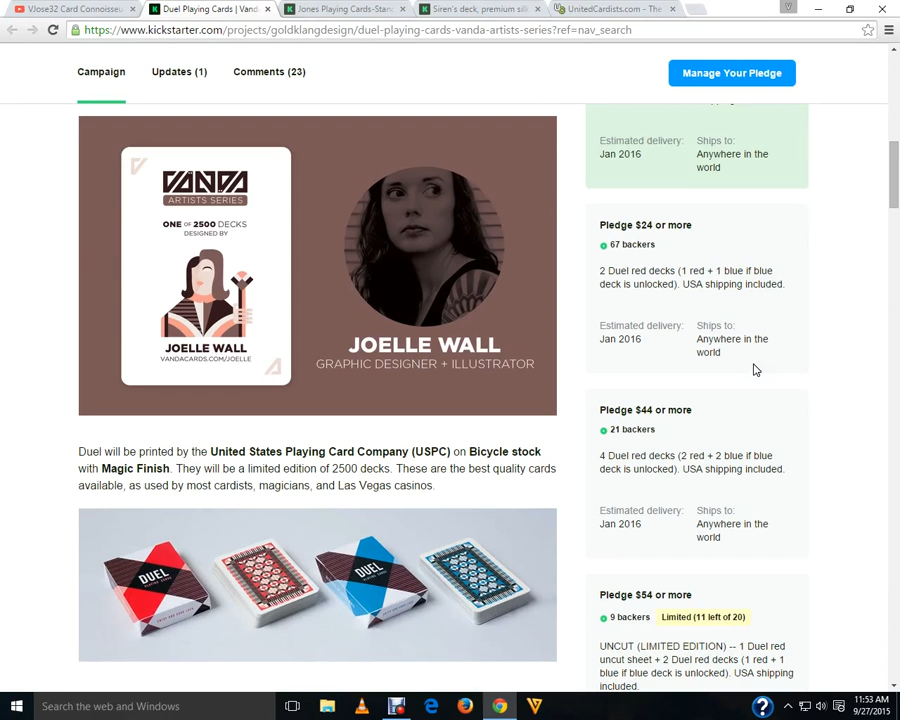 VJose32 Card Connoisseu
Duel Playing Cards | Vand
Jones Playing Cards-Stan
Siren's deck, premium silk
UnitedCardists.com - The
https://www.kickstarter.com/projects/goldklangdesign/duel-playing-cards-vanda-artists-series?ref=nav_search
Campaign
Updates (1)
Comments (23)
Manage Your Pledge
Estimated delivery:
Jan 2016
Ships to:
Anywhere in the
world
VANDA
ARTISTS SERIES
ONE OF 2500 DECKS
DESIGNED BY
JOELLE WALL
VANDACARDS.COM/JOELLE
JOELLE WALL
GRAPHIC DESIGNER + ILLUSTRATOR
Pledge $24 or more
67 backers
2 Duel red decks (1 red + 1 blue if blue
deck is unlocked). USA shipping included.
Estimated delivery:
Jan 2016
Ships to:
Anywhere in the
world
Pledge $44 or more
21 backers
4 Duel red decks (2 red + 2 blue if blue
deck is unlocked). USA shipping included.
Estimated delivery:
Jan 2016
Ships to:
Anywhere in the
world
Duel will be printed by the United States Playing Card Company (USPC) on Bicycle stock
with Magic Finish. They will be a limited edition of 2500 decks. These are the best quality cards
available, as used by most cardists, magicians, and Las Vegas casinos.
DUEL
PLAYING CARDS
DUEL
PLAYING CARDS
Pledge $54 or more
9 backers
Limited (11 left of 20)
UNCUT (LIMITED EDITION) -- 1 Duel red
uncut sheet + 2 Duel red decks (1 red + 1
blue if blue deck is unlocked). USA shipping
included.
Search the web and Windows
11:53 AM
9/27/2015